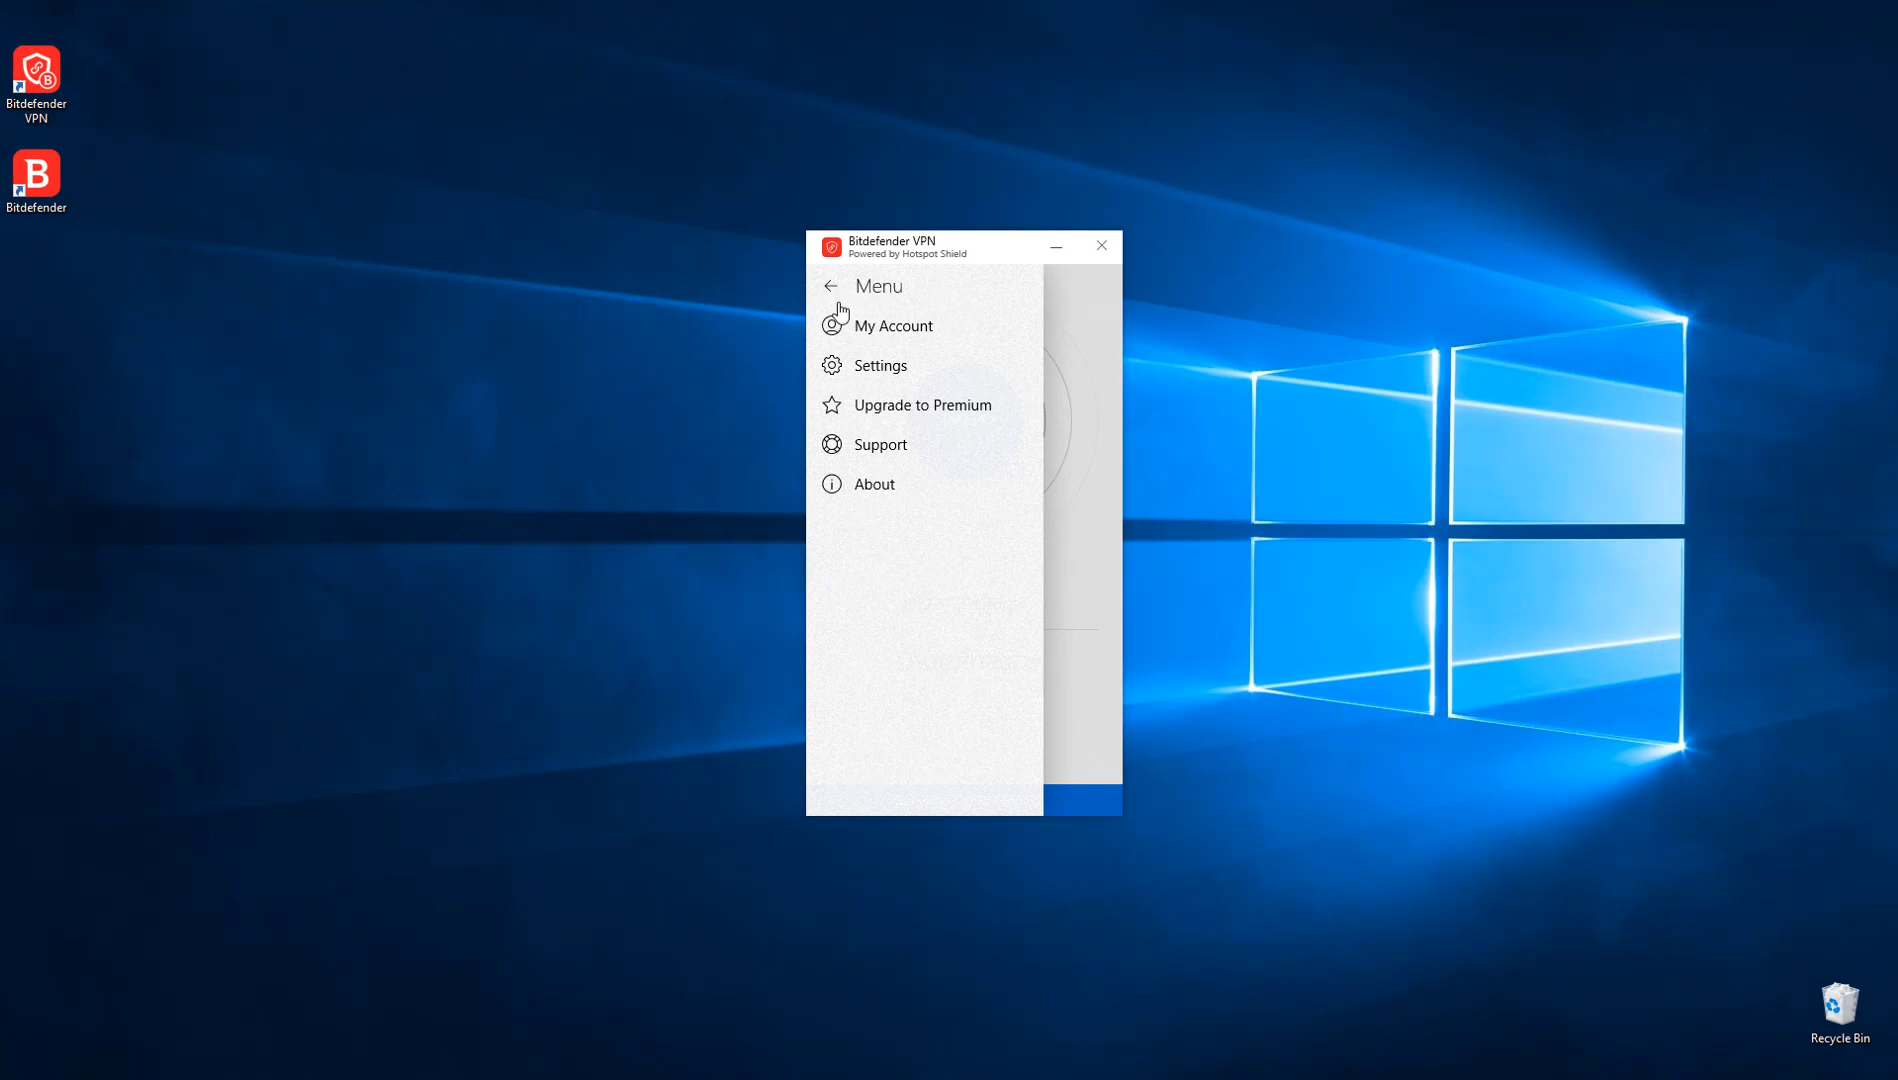 Bitdefender
VPN
Bitdefender
Bitdefender VPN
Powered by Hotspot Shield
Menu
My Account
Settings
Upgrade to Premium
Support
About
Recycle Bin